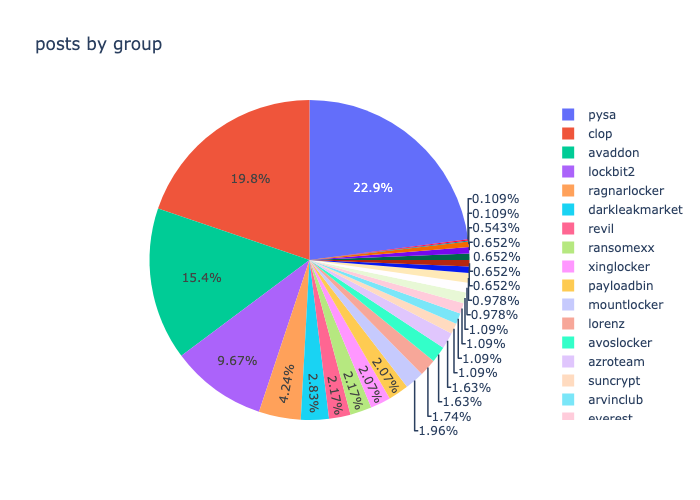 posts by group
22.9%
19.8%
15.4%
9.67%
4.24%
2.83%
2.17%
2.17%
2.07%
2.07%
1.96%
1.74%
1.63%
1.63%
1.09%
1.09%
1.09%
1.09%
0.978%
0.978%
0.652%
0.652%
0.652%
0.652%
0.543%
0.109%
0.109%
pysa
clop
avaddon
lockbit2
ragnarlocker
darkleakmarket
revil
ransomexx
xinglocker
payloadbin
mountlocker
lorenz
avoslocker
azroteam
suncrypt
arvinclub
everest